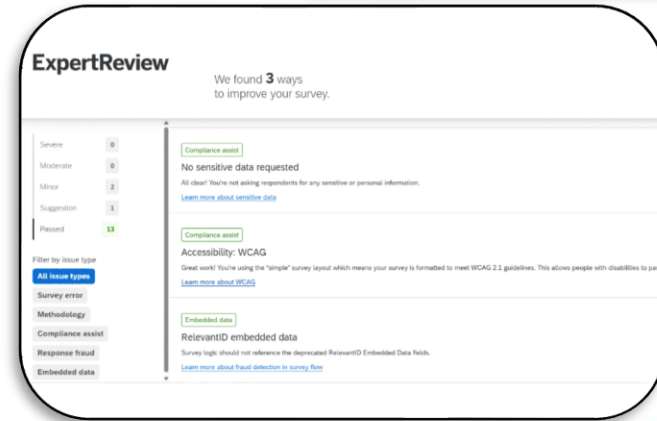 ExpertReview
We found 3 ways
to improve your survey.
Severe 0
Moderate 0
Minor 2
Suggestion 1
Passed 13
Filter by issue type
All issue types
Survey error
Methodology
Compliance assist
Response fraud
Embedded data
Compliance assist
No sensitive data requested
All clear! You're not asking respondents for any sensitive or personal information.
Learn more about sensitive data
Compliance assist
Accessibility: WCAG
Great work! You're using the "simple" survey layout which means your survey is formatted to meet WCAG 2.1 guidelines. This allows people with disabilities to pa
Learn more about WCAG
Embedded data
RelevantID embedded data
Survey logic should not reference the deprecated RelevantID Embedded Data fields.
Learn more about fraud detection in survey flow